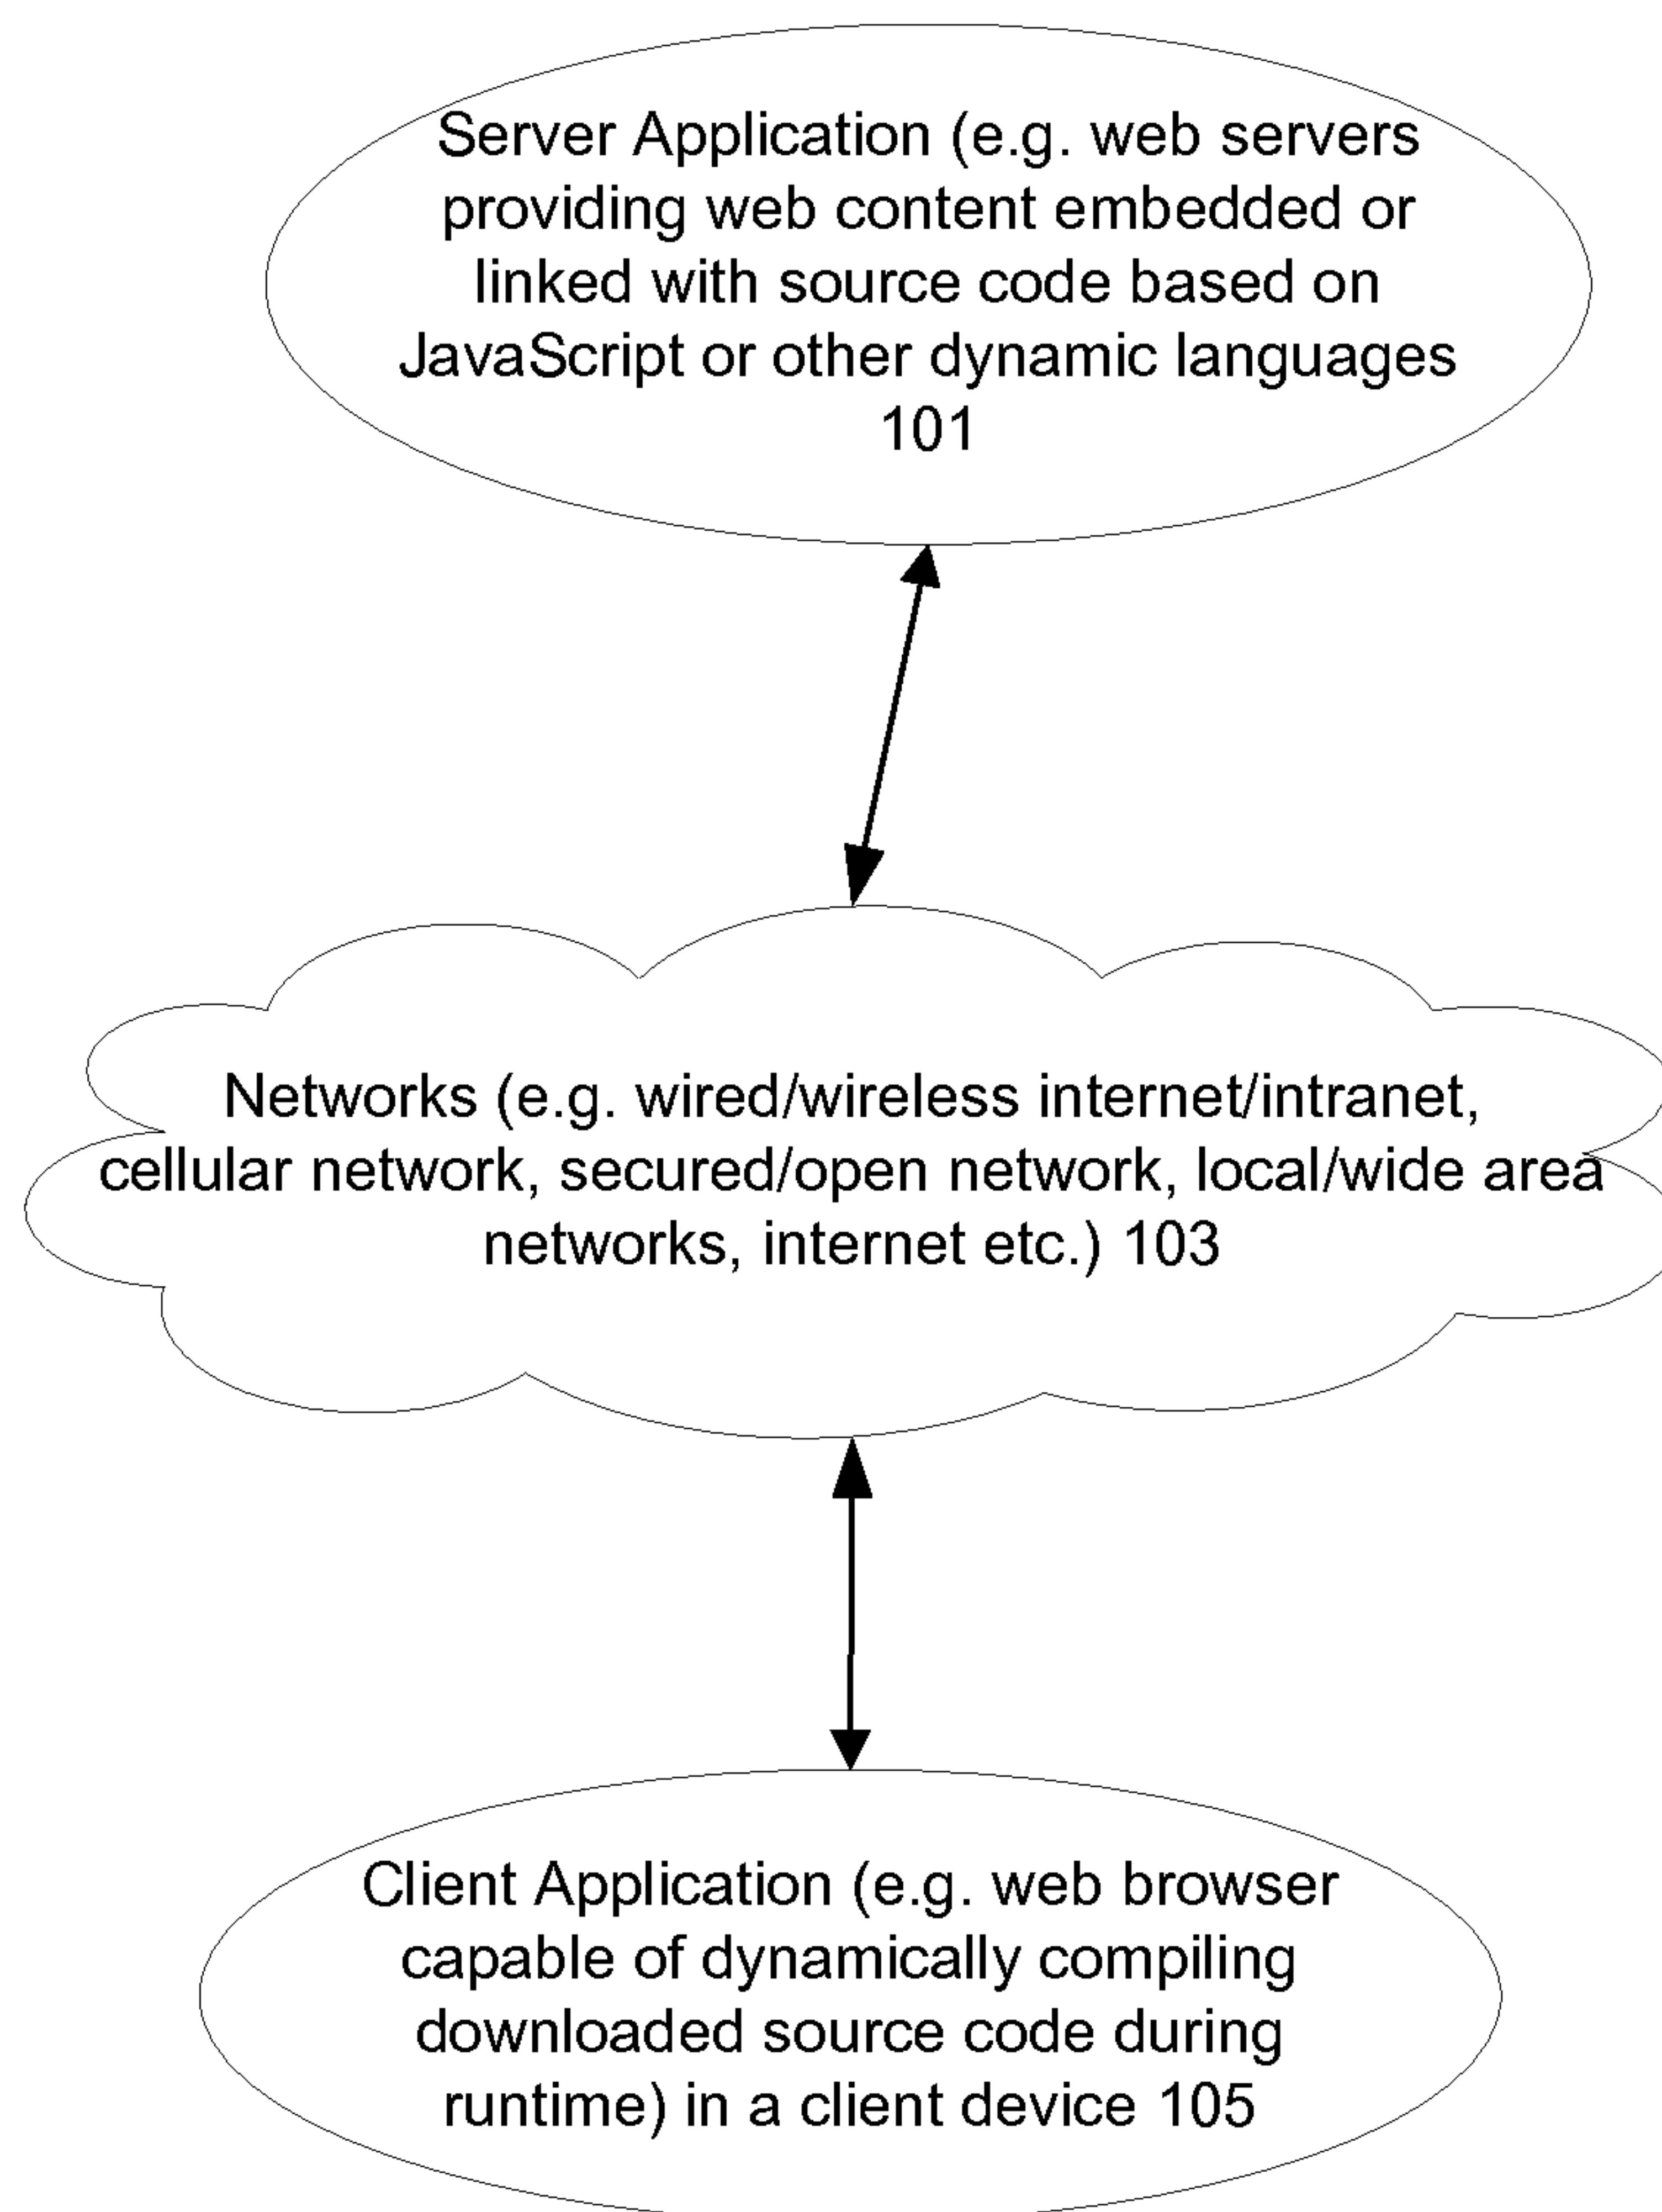 Server Application (e.g. web servers
providing web content embedded or
linked with source code based on
JavaScript or other dynamic languages
101
Networks (e.g. wired/wireless internet/intranet,
cellular network, secured/open network, local/wide area
networks, internet etc.) 103
Client Application (e.g. web browser
capable of dynamically compiling
downloaded source code during
runtime) in a client device 105